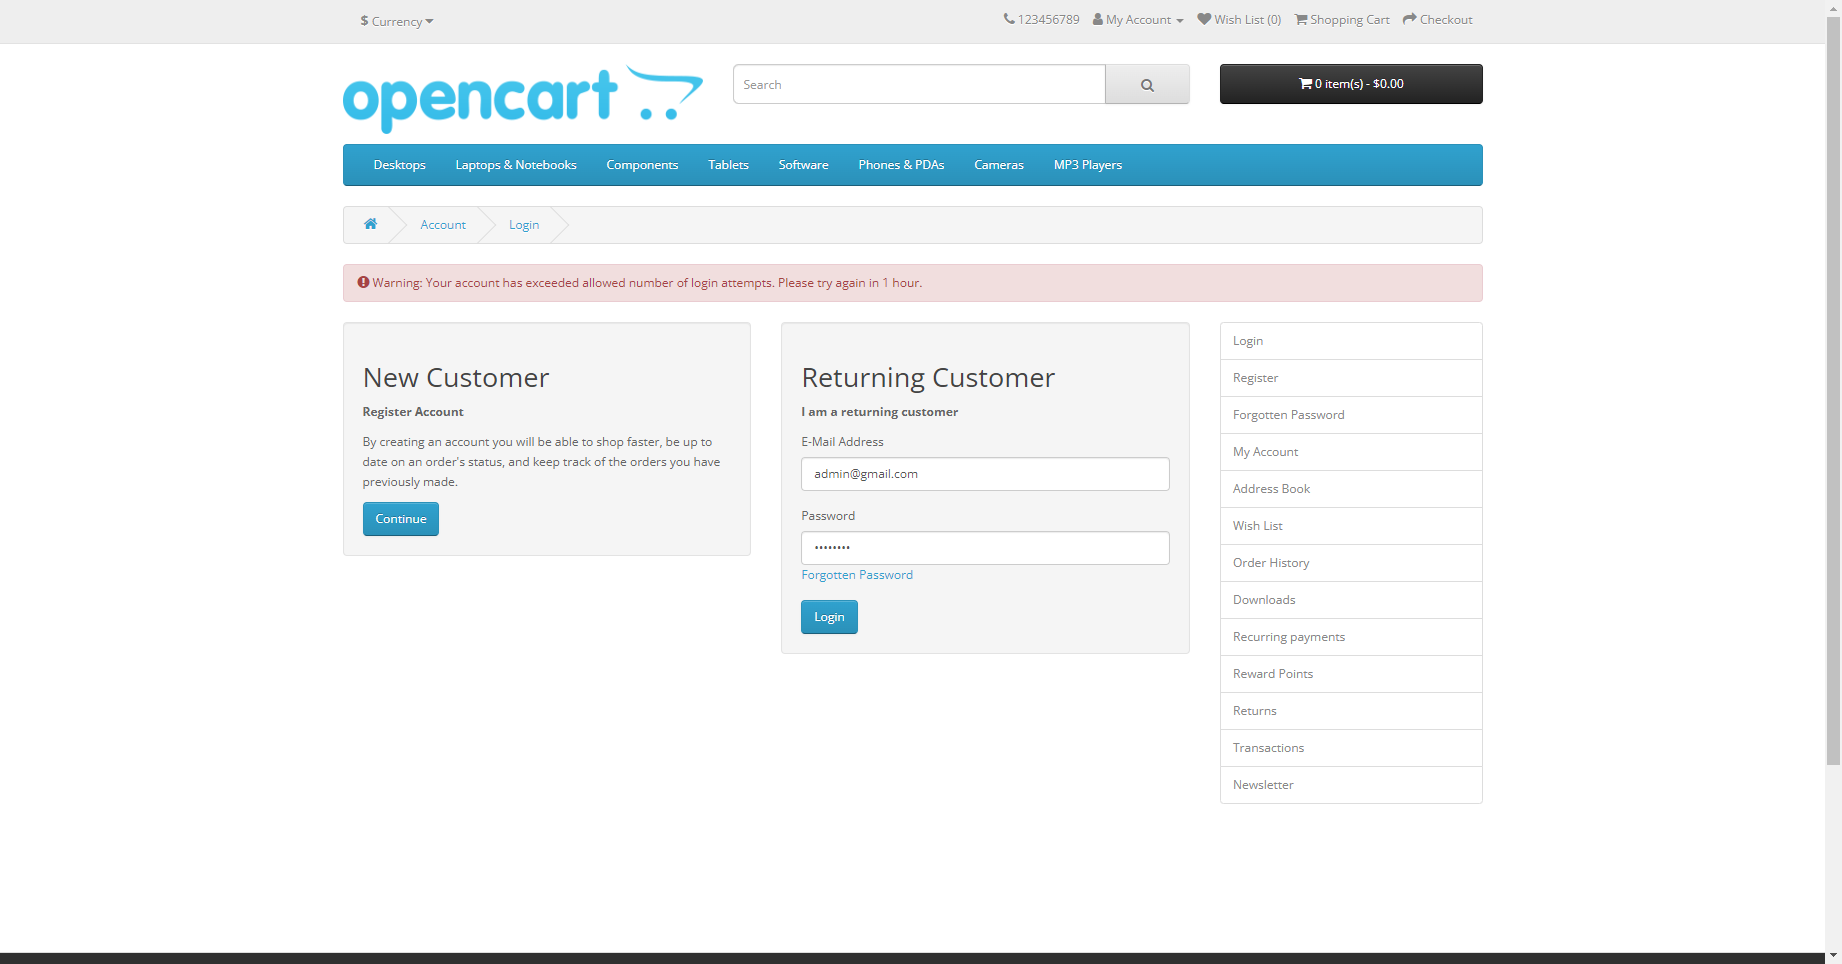 $ Currency
123456789 My Account Wish List (0) Shopping Cart Checkout
opencart
Search
0 item(s) - $0.00
Desktops Laptops & Notebooks Components Tablets Software Phones & PDAs Cameras MP3 Players
Account Login
Warning: Your account has exceeded allowed number of login attempts. Please try again in 1 hour.
New Customer
Register Account
By creating an account you will be able to shop faster, be up to
date on an order's status, and keep track of the orders you have
previously made.
Continue
Returning Customer
I am a returning customer
E-Mail Address
admin@gmail.com
Password
••••••••
Forgotten Password
Login
Login
Register
Forgotten Password
My Account
Address Book
Wish List
Order History
Downloads
Recurring payments
Reward Points
Returns
Transactions
Newsletter